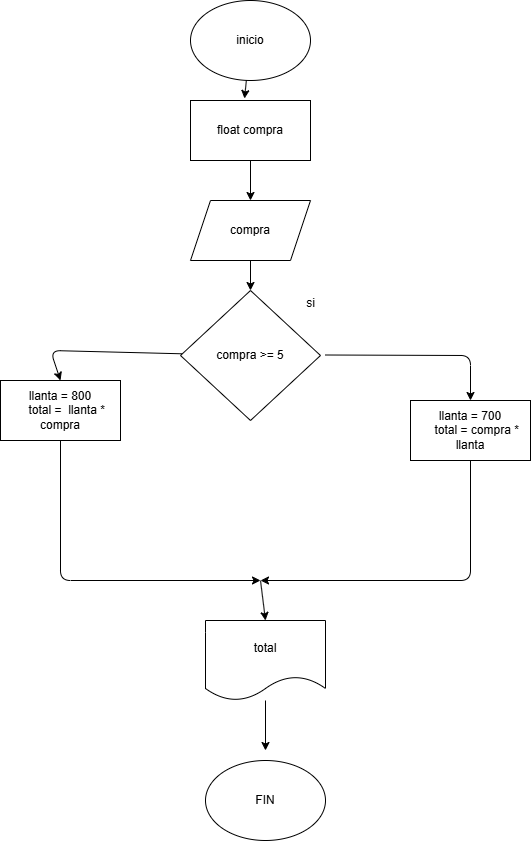 inicio
float compra
compra
si
compra >= 5
llanta = 800
total = llanta *
compra
llanta = 700
total = compra *
llanta
total
FIN